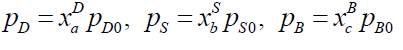 p_D = x_a^D p_{D0}, p_S = x_b^S p_{S0}, p_B = x_c^B p_{B0}